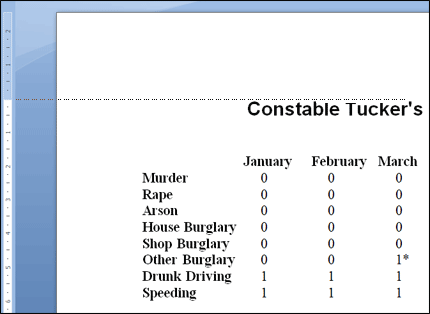 Constable Tucker's
January February March
Murder 0 0 0
Rape 0 0 0
Arson 0 0 0
House Burglary 0 0 0
Shop Burglary 0 0 0
Other Burglary 0 0 1*
Drunk Driving 1 1 1
Speeding 1 1 1